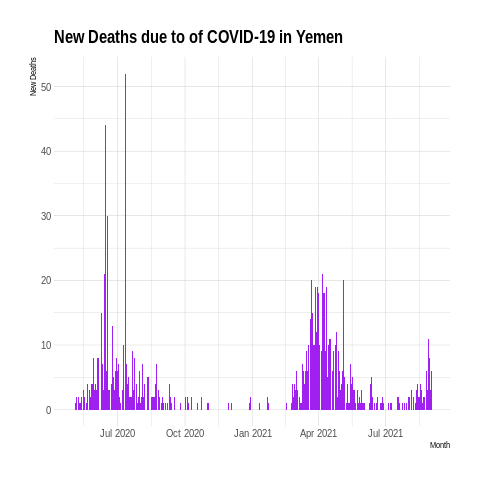 New Deaths due to of COVID-19 in Yemen
New Deaths
50
40
30
20
10
0
Jul 2020 Oct 2020 Jan 2021 Apr 2021 Jul 2021
Month